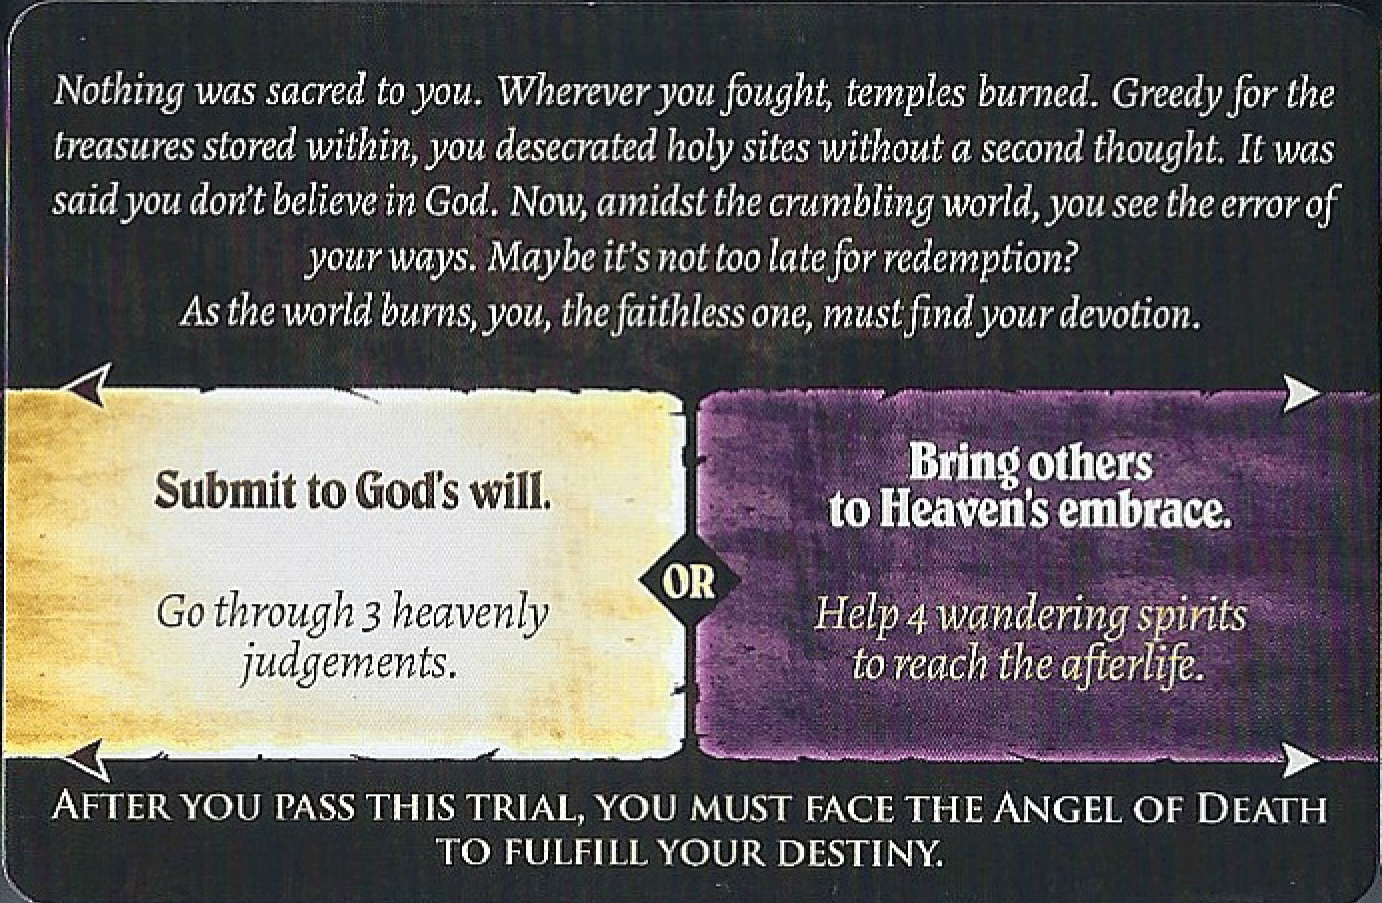 Nothing was sacred to you. Wherever you fought, temples burned. Greedy for the
treasures stored within, you desecrated holy sites without a second thought. It was
said you don't believe in God. Now, amidst the crumbling world, you see the error of
your ways. Maybe it's not too late for redemption?
As the world burns, you, the faithless one, must find your devotion.
Submit to God's will.
Go through 3 heavenly
judgements.
OR
Bring others
to Heaven's embrace.
Help 4 wandering spirits
to reach the afterlife.
AFTER YOU PASS THIS TRIAL, YOU MUST FACE THE ANGEL OF DEATH
TO FULFILL YOUR DESTINY.